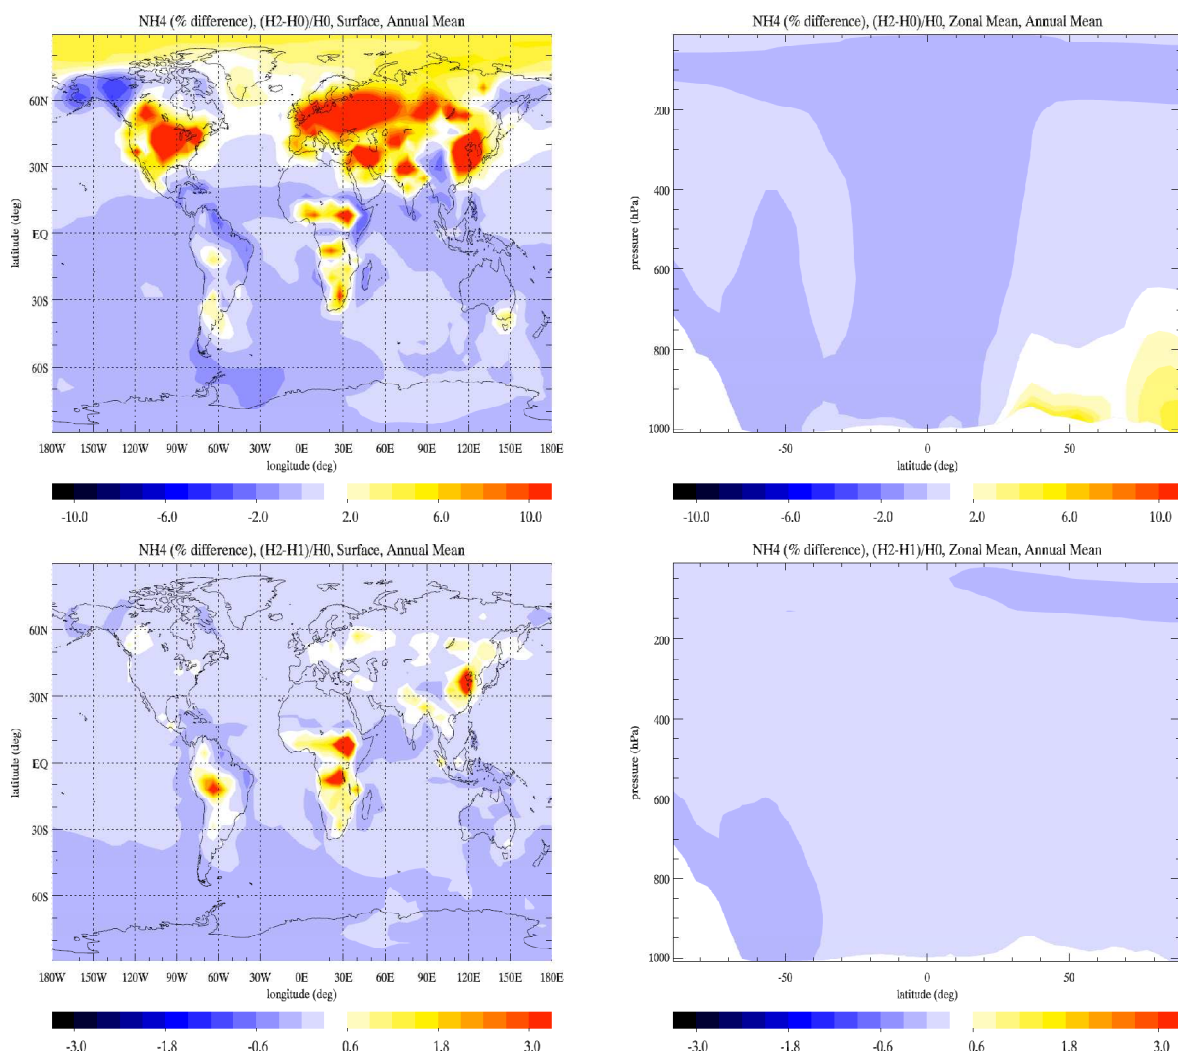 NH4 (% difference), (H2-H0)/H0, Surface, Annual Mean
latitude (deg)
60N
30N
EQ
30S
60S
180W 150W 120W 90W 60W 30W 0E 30E 60E 90E 120E 150E 180E
longitude (deg)
-10.0 -6.0 -2.0 2.0 6.0 10.0
NH4 (% difference), (H2-H0)/H0, Zonal Mean, Annual Mean
pressure (hPa)
200
400
600
800
1000
-50 0 50
latitude (deg)
-10.0 -6.0 -2.0 2.0 6.0 10.0
NH4 (% difference), (H2-H1)/H0, Surface, Annual Mean
latitude (deg)
60N
30N
EQ
30S
60S
180W 150W 120W 90W 60W 30W 0E 30E 60E 90E 120E 150E 180E
longitude (deg)
-3.0 -1.8 -0.6 0.6 1.8 3.0
NH4 (% difference), (H2-H1)/H0, Zonal Mean, Annual Mean
pressure (hPa)
200
400
600
800
1000
-50 0 50
latitude (deg)
-3.0 -1.8 -0.6 0.6 1.8 3.0